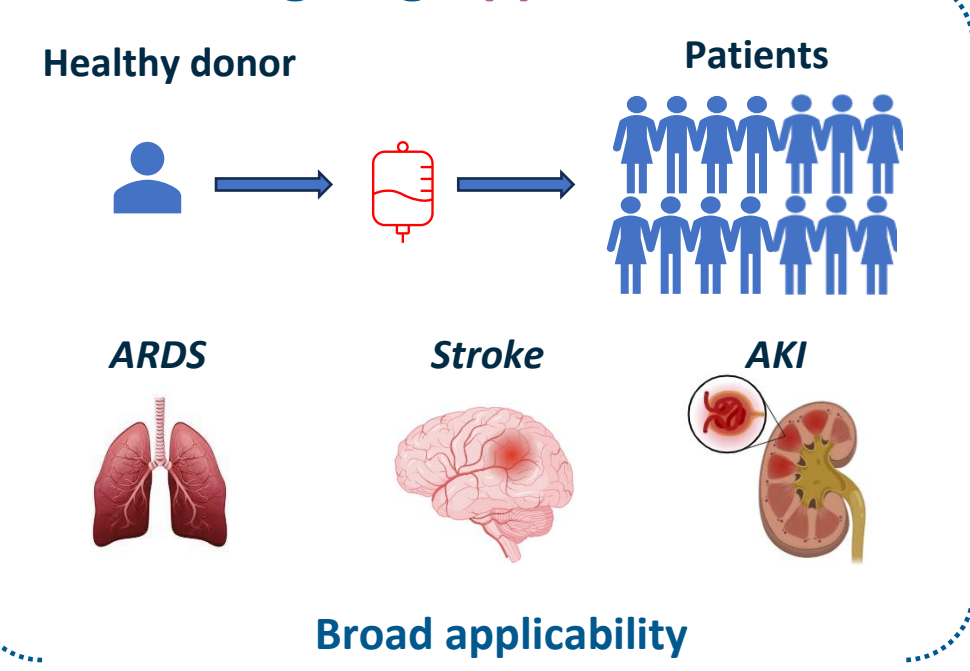 Healthy donor
Patients
ARDS
Stroke
AKI
Broad applicability